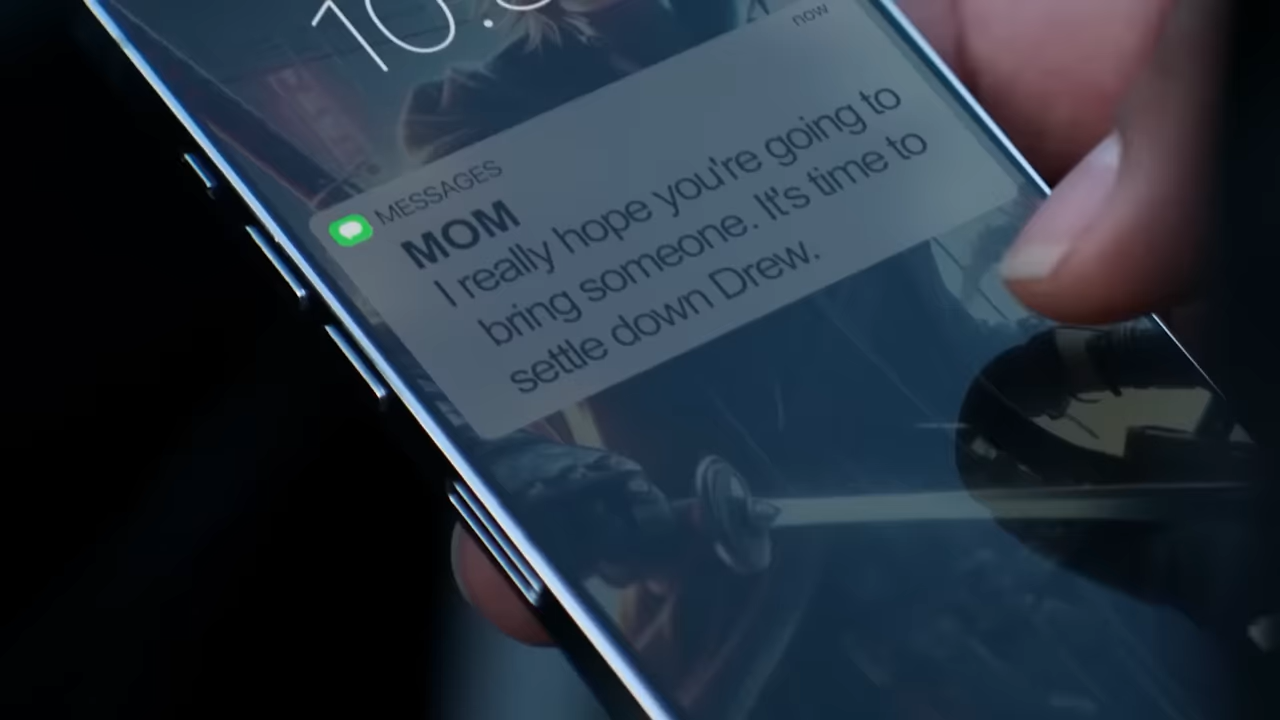 now
MESSAGES
MOM
I really hope you're going to
bring someone. It's time to
settle down Drew.